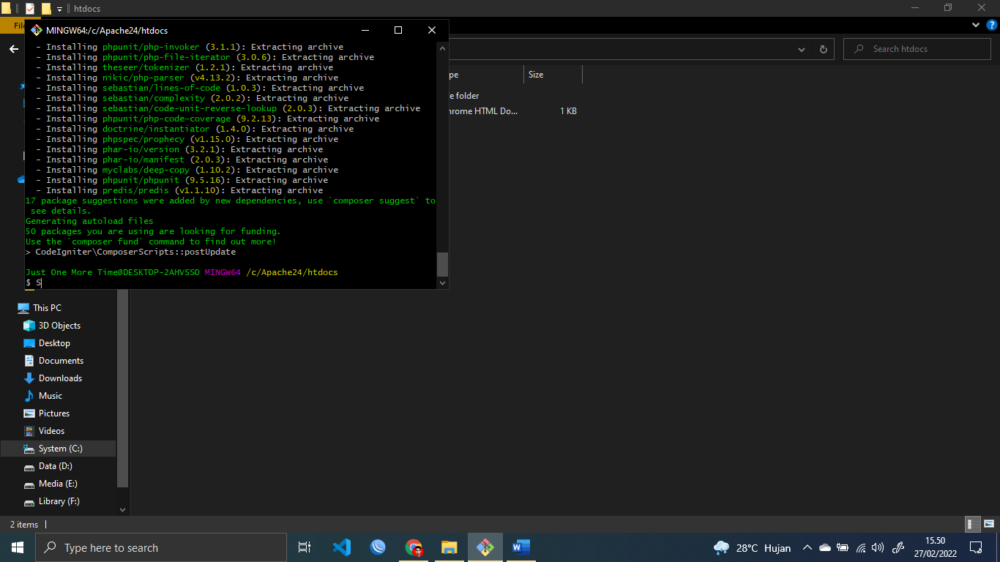 htdocs
File
MINGW64:/c/Apache24/htdocs
Search htdocs
Size
- Installing phpunit/php-invoker (3.1.1): Extracting archive
- Installing phpunit/php-file-iterator (3.0.6): Extracting archive
- Installing theseer/tokenizer (1.2.1): Extracting archive
- Installing nikic/php-parser (v4.13.2): Extracting archive
- Installing sebastian/lines-of-code (1.0.3): Extracting archive
- Installing sebastian/complexity (2.0.2): Extracting archive
- Installing sebastian/code-unit-reverse-lookup (2.0.3): Extracting archive
- Installing phpunit/php-code-coverage (9.2.13): Extracting archive
- Installing doctrine/instantiator (1.4.0): Extracting archive
- Installing phpspec/prophecy (v1.15.0): Extracting archive
- Installing phar-io/version (3.2.1): Extracting archive
- Installing phar-io/manifest (2.0.3): Extracting archive
- Installing myclabs/deep-copy (1.10.2): Extracting archive
- Installing phpunit/phpunit (9.5.16): Extracting archive
- Installing predis/predis (v1.1.10): Extracting archive
17 package suggestions were added by new dependencies, use `composer suggest` to
see details.
Generating autoload files
50 packages you are using are looking for funding.
Use the `composer fund` command to find out more!
> CodeIgniter\ComposerScripts::postUpdate
Just One More Time@DESKTOP-2AHVSSO MINGW64 /c/Apache24/htdocs
$ S
pe
e folder
hrome HTML Do... 1 KB
This PC
3D Objects
Desktop
Documents
Downloads
Music
Pictures
Videos
System (C:)
Data (D:)
Media (E:)
Library (F:)
2 items
Type here to search
28°C Hujan
15.50
27/02/2022